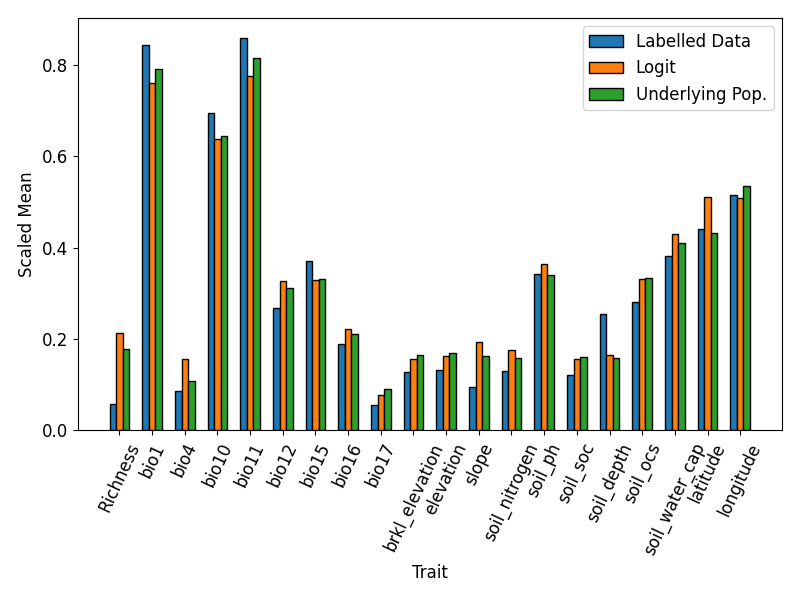 Labelled Data
Logit
Underlying Pop.
Scaled Mean
0.8
0.6
0.4
0.2
0.0
Richness
bio1
bio4
bio10
bio11
bio12
bio15
bio16
bio17
brkl_elevation
elevation
slope
soil_nitrogen
soil_ph
soil_soc
soil_depth
soil_ocs
soil_water_cap
latitude
longitude
Trait